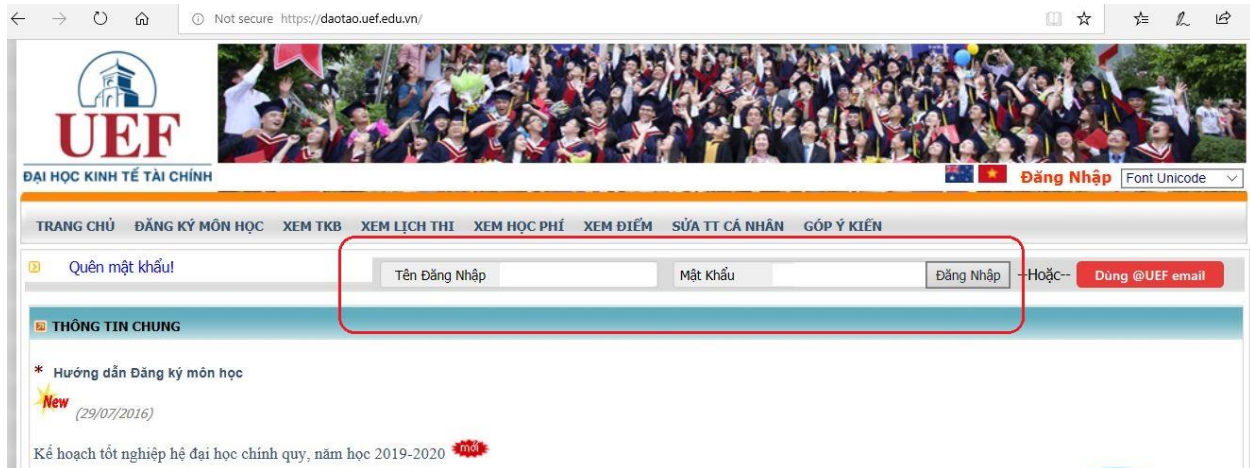 Not secure https://daotao.uef.edu.vn/
UEF
ĐẠI HỌC KINH TẾ TÀI CHÍNH
Đăng Nhập Font Unicode
TRANG CHỦ ĐĂNG KÝ MÔN HỌC XEM TKB XEM LỊCH THI XEM HỌC PHÍ XEM ĐIỂM SỬA TT CÁ NHÂN GÓP Ý KIẾN
Quên mật khẩu! Tên Đăng Nhập Mật Khẩu Đăng Nhập --Hoặc-- Dùng @UEF email
THÔNG TIN CHUNG
* Hướng dẫn Đăng ký môn học
New (29/07/2016)
Kế hoạch tốt nghiệp hệ đại học chính quy, năm học 2019-2020 mới